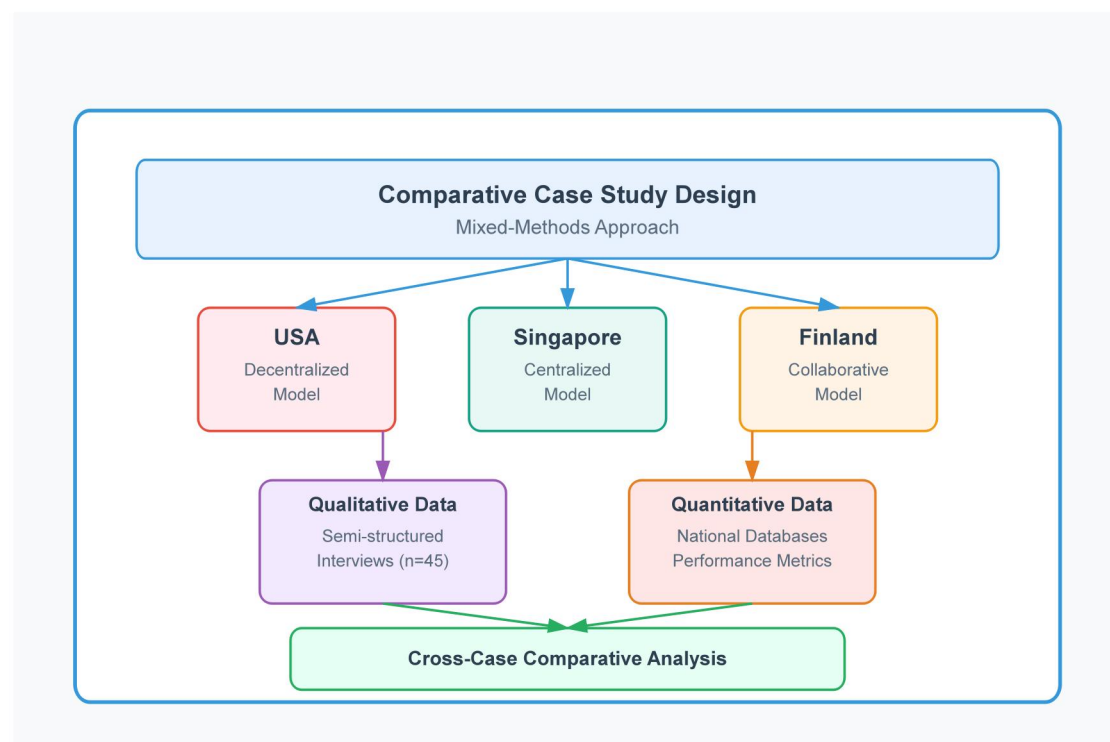 Comparative Case Study Design
Mixed-Methods Approach
USA
Decentralized
Model
Singapore
Centralized
Model
Finland
Collaborative
Model
Qualitative Data
Semi-structured
Interviews (n=45)
Quantitative Data
National Databases
Performance Metrics
Cross-Case Comparative Analysis